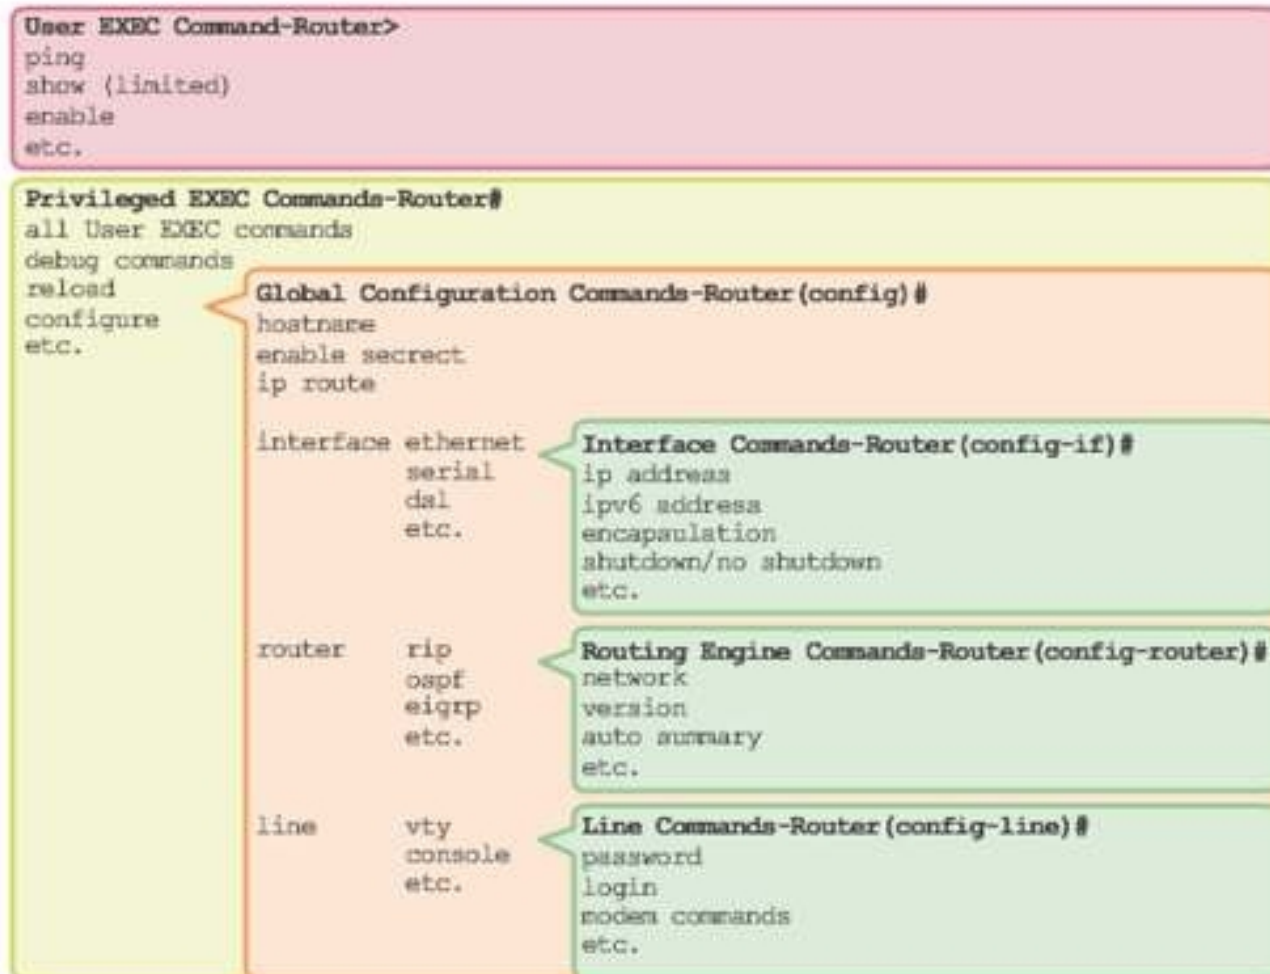 User EXEC Command-Router>
ping
show (limited)
enable
etc.
Privileged EXEC Commands-Router#
all User EXEC commands
debug commands
reload
configure
etc.
Global Configuration Commands-Router(config)#
hostname
enable secrect
ip route
interface ethernet
serial
dsl
etc.
Interface Commands-Router(config-if)#
ip address
ipv6 address
encapsulation
shutdown/no shutdown
etc.
router rip
ospf
eigrp
etc.
Routing Engine Commands-Router(config-router)#
network
version
auto summary
etc.
line vty
console
etc.
Line Commands-Router(config-line)#
password
login
modem commands
etc.